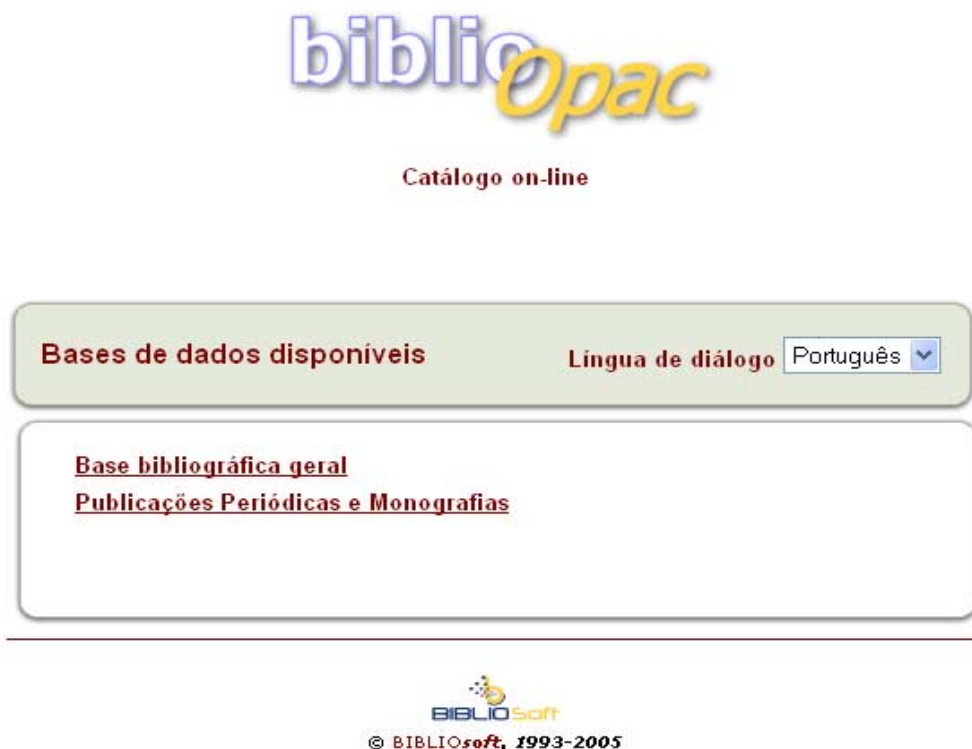 biblioOpac
Catálogo on-line
Bases de dados disponíveis
Língua de diálogo Português
Base bibliográfica geral
Publicações Periódicas e Monografias
BIBLIOSoft
© BIBLIOsoft, 1993-2005